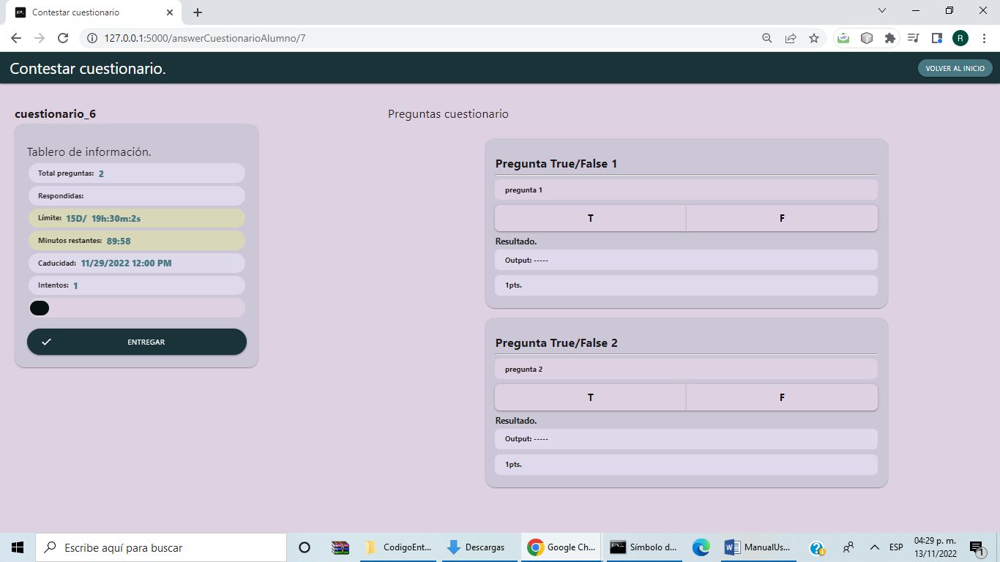 Contestar cuestionario
127.0.0.1:5000/answerCuestionarioAlumno/7
R
Contestar cuestionario.
VOLVER AL INICIO
cuestionario_6
Tablero de información.
Total preguntas: 2
Respondidas:
Límite: 15D/ 19h:30m:2s
Minutos restantes: 89:58
Caducidad: 11/29/2022 12:00 PM
Intentos: 1
ENTREGAR
Preguntas cuestionario
Pregunta True/False 1
pregunta 1
T F
Resultado.
Output: -----
1pts.
Pregunta True/False 2
pregunta 2
T F
Resultado.
Output: -----
1pts.
Escribe aquí para buscar
CodigoEnt...
Descargas
Google Ch...
Símbolo d...
ManualUs...
ESP
04:29 p. m.
13/11/2022
1